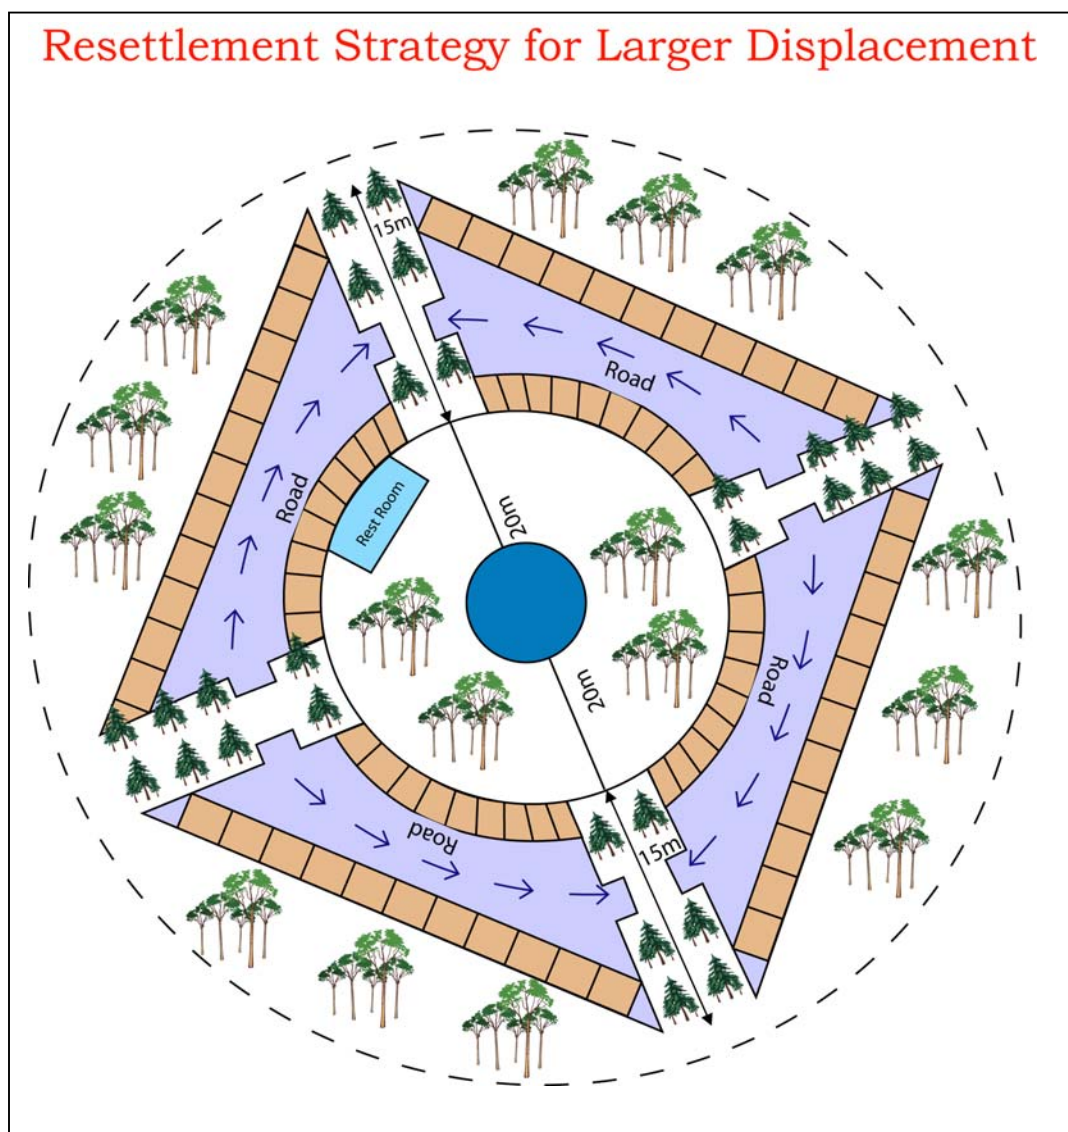 Resettlement Strategy for Larger Displacement
15m
Road
Road
Rest Room
20m
20m
Road
Road
15m